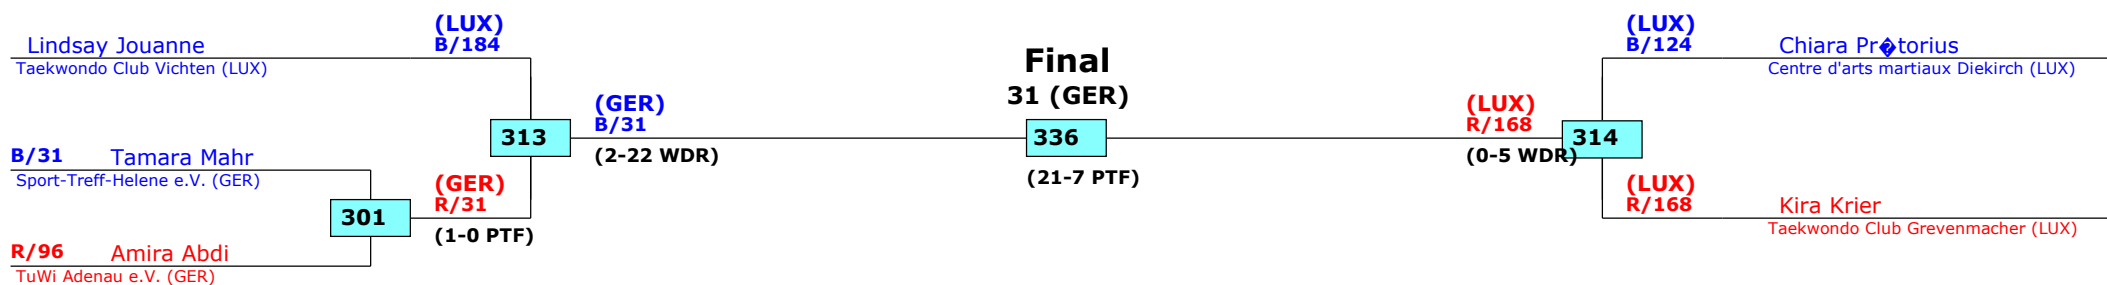 (LUX)
B/184
Lindsay Jouanne
Taekwondo Club Vichten (LUX)
313
B/31 Tamara Mahr
Sport-Treff-Helene e.V. (GER)
301
(GER)
R/31
(1-0 PTF)
R/96 Amira Abdi
TuWi Adenau e.V. (GER)
(GER)
B/31
(2-22 WDR)
Final
31 (GER)
336
(21-7 PTF)
(LUX)
R/168
(0-5 WDR)
314
(LUX)
B/124
Chiara Pr�torius
Centre d'arts martiaux Diekirch (LUX)
(LUX)
R/168
Kira Krier
Taekwondo Club Grevenmacher (LUX)